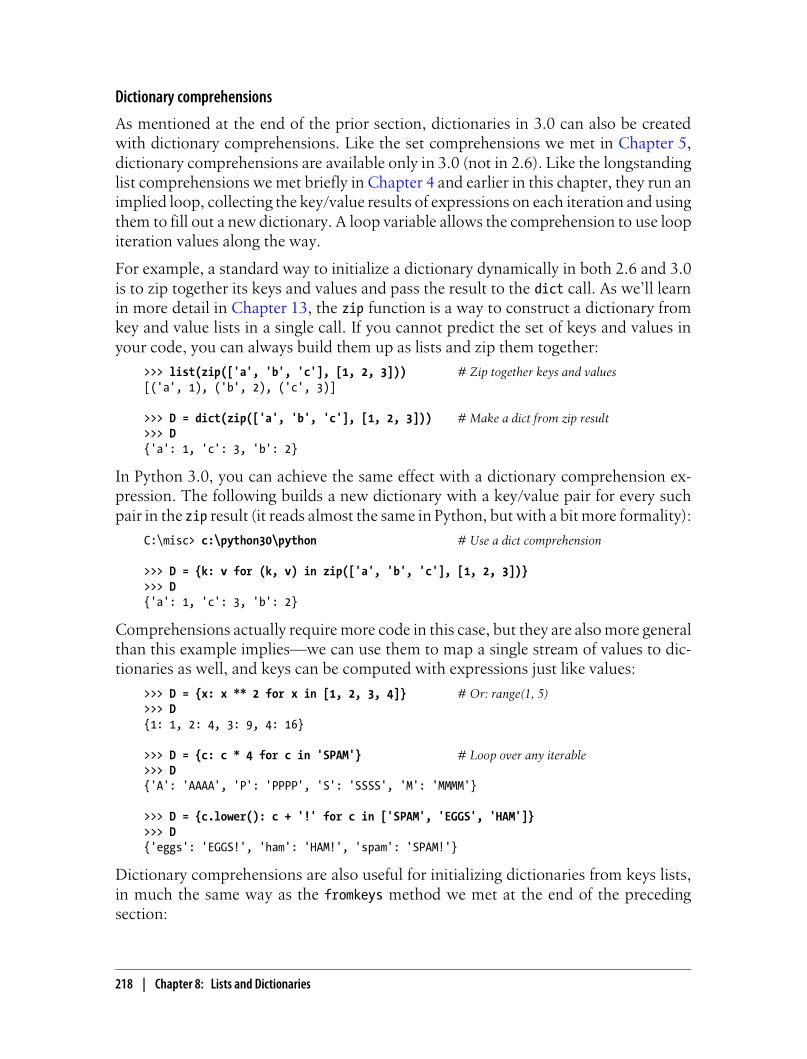 Dictionary comprehensions
As mentioned at the end of the prior section, dictionaries in 3.0 can also be created
with dictionary comprehensions. Like the set comprehensions we met in Chapter 5,
dictionary comprehensions are available only in 3.0 (not in 2.6). Like the longstanding
list comprehensions we met briefly in Chapter 4 and earlier in this chapter, they run an
implied loop, collecting the key/value results of expressions on each iteration and using
them to fill out a new dictionary. A loop variable allows the comprehension to use loop
iteration values along the way.
For example, a standard way to initialize a dictionary dynamically in both 2.6 and 3.0
is to zip together its keys and values and pass the result to the dict call. As we'll learn
in more detail in Chapter 13, the zip function is a way to construct a dictionary from
key and value lists in a single call. If you cannot predict the set of keys and values in
your code, you can always build them up as lists and zip them together:
>>> list(zip(['a', 'b', 'c'], [1, 2, 3])) # Zip together keys and values
[('a', 1), ('b', 2), ('c', 3)]
>>> D = dict(zip(['a', 'b', 'c'], [1, 2, 3])) # Make a dict from zip result
>>> D
{'a': 1, 'c': 3, 'b': 2}
In Python 3.0, you can achieve the same effect with a dictionary comprehension ex-
pression. The following builds a new dictionary with a key/value pair for every such
pair in the zip result (it reads almost the same in Python, but with a bit more formality):
C:\misc> c:\python30\python # Use a dict comprehension
>>> D = {k: v for (k, v) in zip(['a', 'b', 'c'], [1, 2, 3])}
>>> D
{'a': 1, 'c': 3, 'b': 2}
Comprehensions actually require more code in this case, but they are also more general
than this example implies—we can use them to map a single stream of values to dic-
tionaries as well, and keys can be computed with expressions just like values:
>>> D = {x: x ** 2 for x in [1, 2, 3, 4]} # Or: range(1, 5)
>>> D
{1: 1, 2: 4, 3: 9, 4: 16}
>>> D = {c: c * 4 for c in 'SPAM'} # Loop over any iterable
>>> D
{'A': 'AAAA', 'P': 'PPPP', 'S': 'SSSS', 'M': 'MMMM'}
>>> D = {c.lower(): c + '!' for c in ['SPAM', 'EGGS', 'HAM']}
>>> D
{'eggs': 'EGGS!', 'ham': 'HAM!', 'spam': 'SPAM!'}
Dictionary comprehensions are also useful for initializing dictionaries from keys lists,
in much the same way as the fromkeys method we met at the end of the preceding
section:
218 | Chapter 8: Lists and Dictionaries